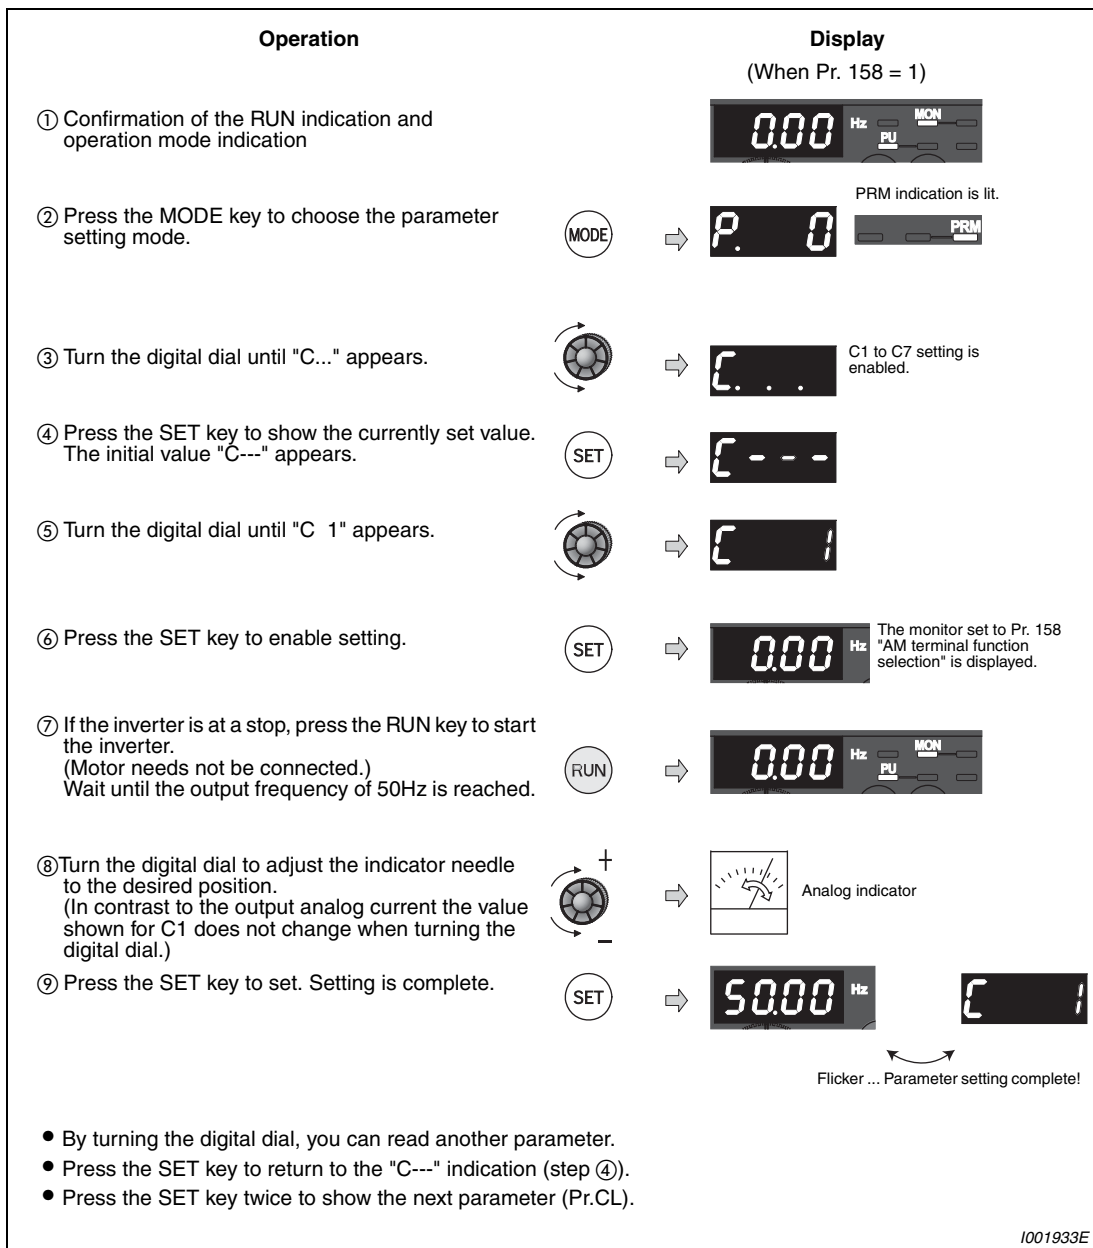 Operation
Display
(When Pr. 158 = 1)
① Confirmation of the RUN indication and
operation mode indication
0.00 Hz MON
PU
② Press the MODE key to choose the parameter
setting mode.
MODE
P. 0
PRM indication is lit.
PRM
③ Turn the digital dial until "C..." appears.
C. . .
C1 to C7 setting is
enabled.
④ Press the SET key to show the currently set value.
The initial value "C---" appears.
SET
C - - -
⑤ Turn the digital dial until "C  1" appears.
C 1
⑥ Press the SET key to enable setting.
SET
0.00 Hz
The monitor set to Pr. 158
"AM terminal function
selection" is displayed.
⑦ If the inverter is at a stop, press the RUN key to start
the inverter.
(Motor needs not be connected.)
Wait until the output frequency of 50Hz is reached.
RUN
0.00 Hz MON
PU
⑧Turn the digital dial to adjust the indicator needle
to the desired position.
(In contrast to the output analog current the value
shown for C1 does not change when turning the
digital dial.)
+
–
Analog indicator
⑨ Press the SET key to set. Setting is complete.
SET
50.00 Hz
C 1
Flicker ... Parameter setting complete!
• By turning the digital dial, you can read another parameter.
• Press the SET key to return to the "C---" indication (step ④).
• Press the SET key twice to show the next parameter (Pr.CL).
I001933E